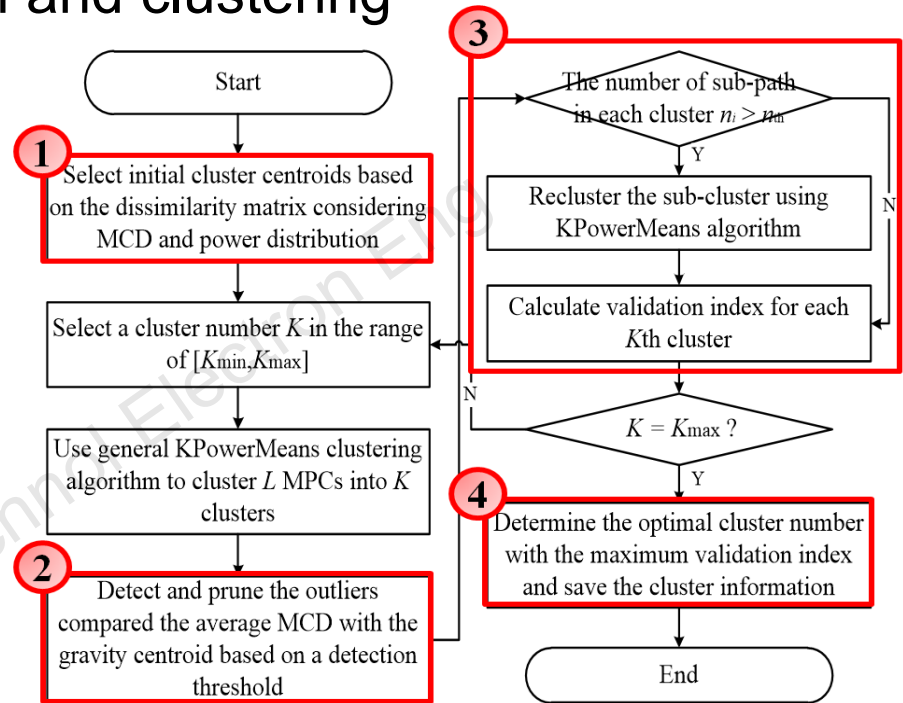 and clustering
1
Start
Select initial cluster centroids based
on the dissimilarity matrix considering
MCD and power distribution
Select a cluster number K in the range
of [Kmin,Kmax]
Use general KPowerMeans clustering
algorithm to cluster L MPCs into K
clusters
2
Detect and prune the outliers
compared the average MCD with the
gravity centroid based on a detection
threshold
3
The number of sub-path
in each cluster ni > nth
Y
N
Recluster the sub-cluster using
KPowerMeans algorithm
Calculate validation index for each
Kth cluster
N
K = Kmax ?
Y
4
Determine the optimal cluster number
with the maximum validation index
and save the cluster information
End
Electron Eng